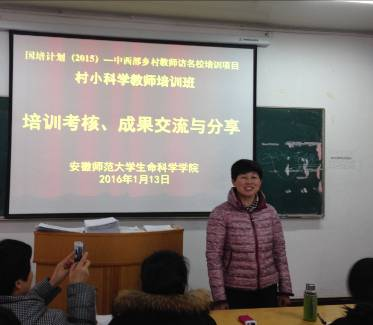 国培计划（2015）—中西部乡村教师访名校培训项目
村小科学教师培训班
培训考核、成果交流与分享
安徽师范大学生命科学学院
2016年1月13日